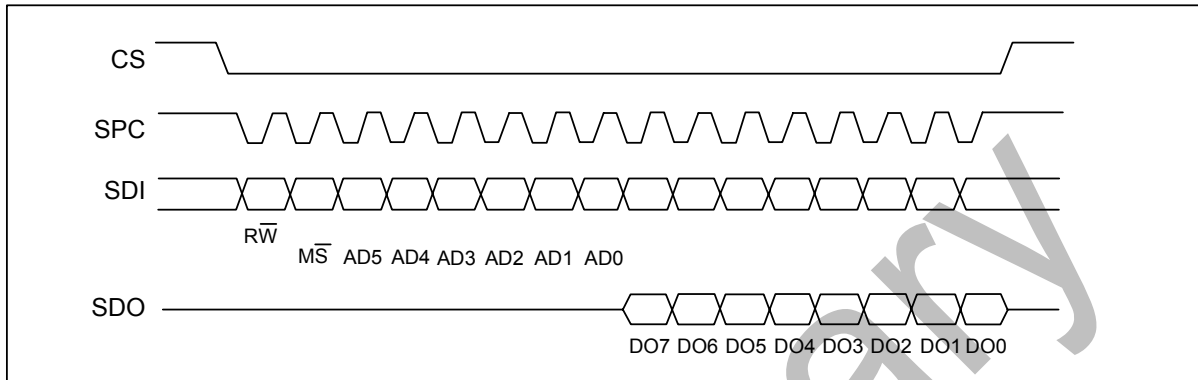 CS
SPC
SDI
RW̅
MS̅ AD5 AD4 AD3 AD2 AD1 AD0
SDO
DO7 DO6 DO5 DO4 DO3 DO2 DO1 DO0
ary